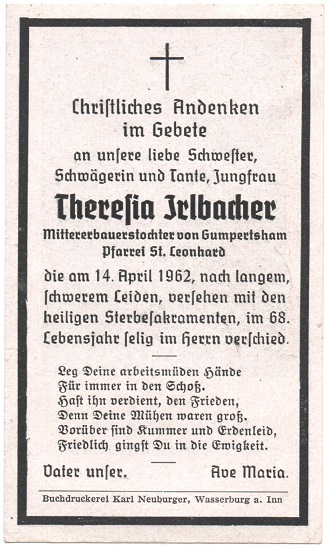 Christliches Andenken
im Gebete
an unsere liebe Schwester,
Schwägerin und Tante, Jungfrau
Theresia Irlbacher
Mittererbauerstochter von Gumpertsham
Pfarrei St. Leonhard
die am 14. April 1962, nach langem,
schwerem Leiden, versehen mit den
heiligen Sterbesakramenten, im 68.
Lebensjahr selig im Herrn verschied.
Leg Deine arbeitsmüden Hände
Für immer in den Schoß.
Hast ihn verdient, den Frieden,
Denn Deine Mühen waren groß.
Vorüber sind Kummer und Erdenleid,
Friedlich gingst Du in die Ewigkeit.
Vater unser. Ave Maria.
Buchdruckerei Karl Neuburger, Wasserburg a. Inn